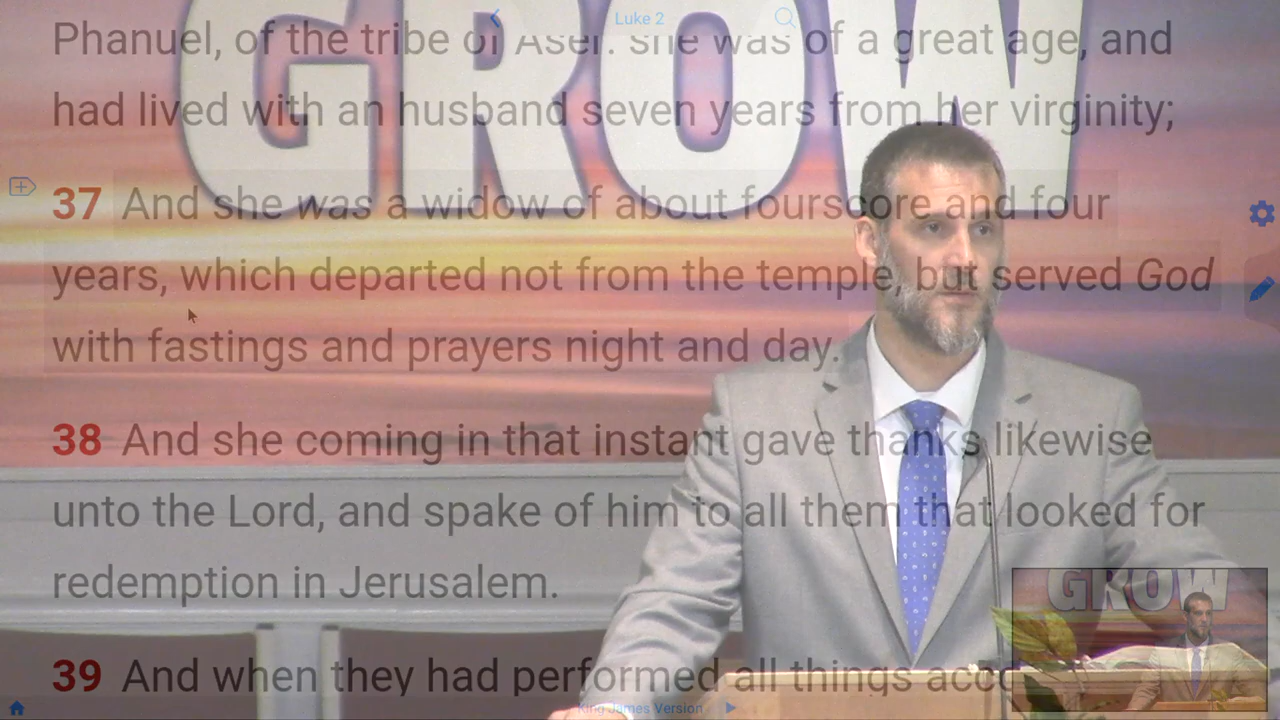 GROW
Luke 2
Phanuel, of the tribe of Aser: she was of a great age, and
had lived with an husband seven years from her virginity;
37 And she was a widow of about fourscore and four
years, which departed not from the temple, but served God
with fastings and prayers night and day.
38 And she coming in that instant gave thanks likewise
unto the Lord, and spake of him to all them that looked for
redemption in Jerusalem.
39 And when they had performed all things acco
King James Version
GROW